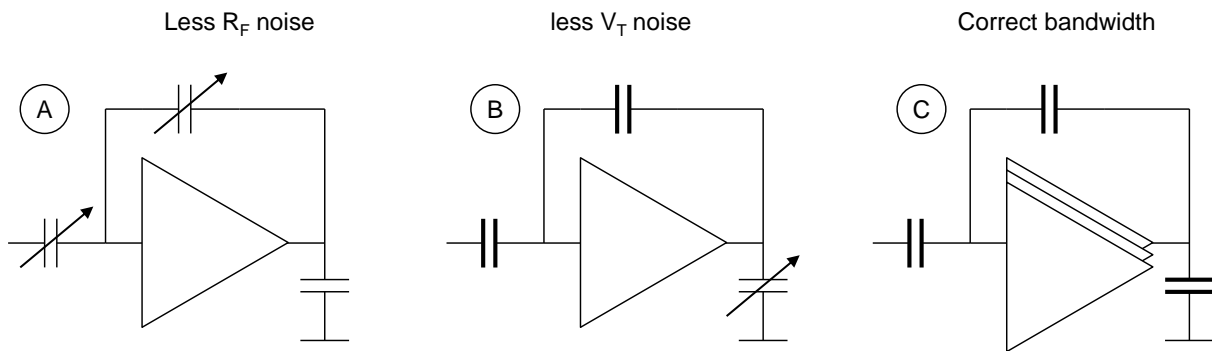 Less R_F noise
less V_T noise
Correct bandwidth
A
B
C